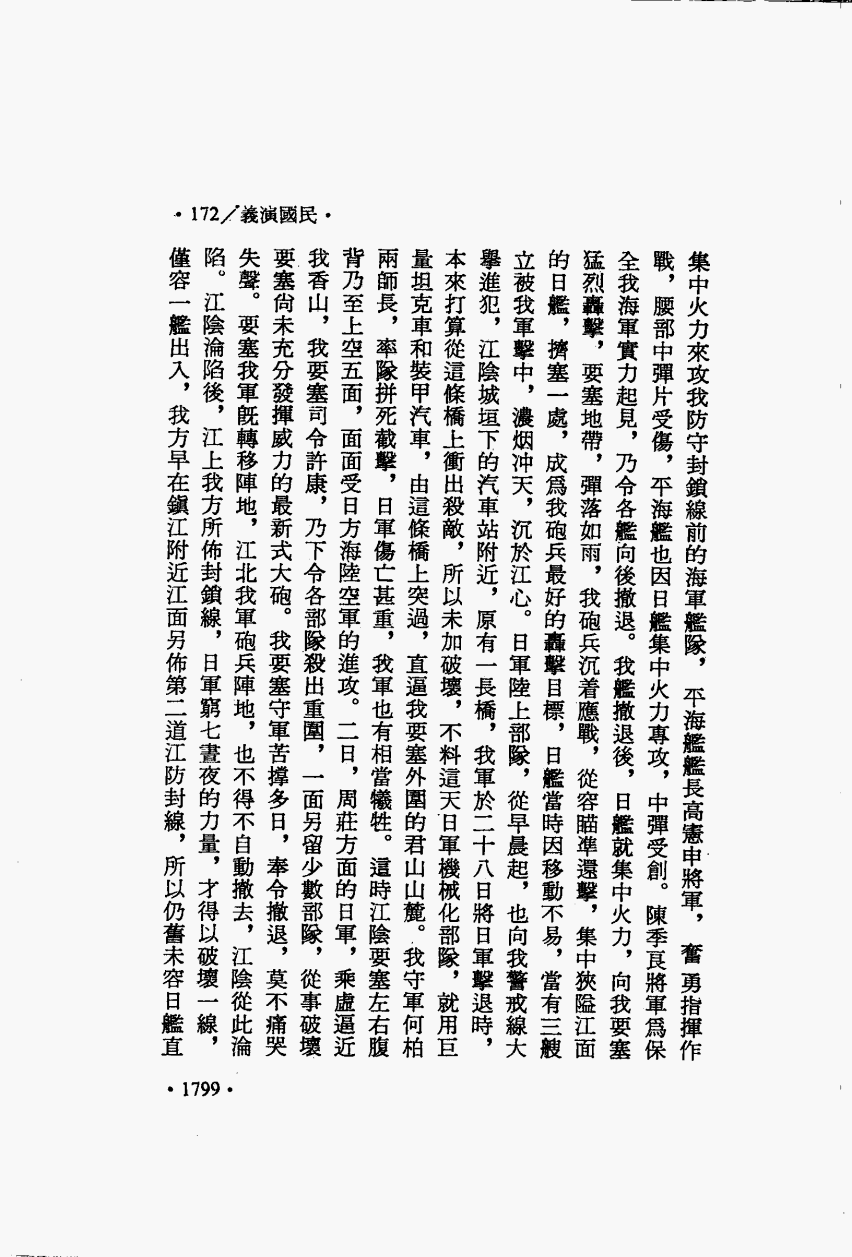 ·172／義演國民·
集中火力來攻我防守封鎖線前的海軍艦隊，平海艦艦長高憲申將軍，奮勇指揮作
戰，腰部中彈片受傷，平海艦也因日艦集中火力專攻，中彈受創。陳季良將軍爲保
全我海軍實力起見，乃令各艦向後撤退。我艦撤退後，日艦就集中火力，向我要塞
猛烈轟擊，要塞地帶，彈落如雨，我砲兵沉着應戰，從容瞄準還擊，集中狹隘江面
的日艦，擠塞一處，成爲我砲兵最好的轟擊目標，日艦當時因移動不易，當有三艘
立被我軍擊中，濃烟冲天，沉於江心。日軍陸上部隊，從早晨起，也向我警戒線大
舉進犯，江陰城垣下的汽車站附近，原有一長橋，我軍於二十八日將日軍擊退時，
本來打算從這條橋上衝出殺敵，所以未加破壞，不料這天日軍機械化部隊，就用巨
量坦克車和裝甲汽車，由這條橋上突過，直逼我要塞外圍的君山山麓。我守軍何柏
兩師長，率隊拼死截擊，日軍傷亡甚重，我軍也有相當犧牲。這時江陰要塞左右腹
背乃至上空五面，面面受日方海陸空軍的進攻。二日，周莊方面的日軍，乘虛逼近
我香山，我要塞司令許康，乃下令各部隊殺出重圍，一面另留少數部隊，從事破壞
要塞尙未充分發揮威力的最新式大砲。我要塞守軍苦撐多日，奉令撤退，莫不痛哭
失聲。要塞我軍旣轉移陣地，江北我軍砲兵陣地，也不得不自動撤去，江陰從此淪
陷。江陰淪陷後，江上我方所佈封鎖線，日軍窮七晝夜的力量，才得以破壞一線，
僅容一艦出入，我方早在鎭江附近江面另佈第二道江防封線，所以仍舊未容日艦直
·1799·